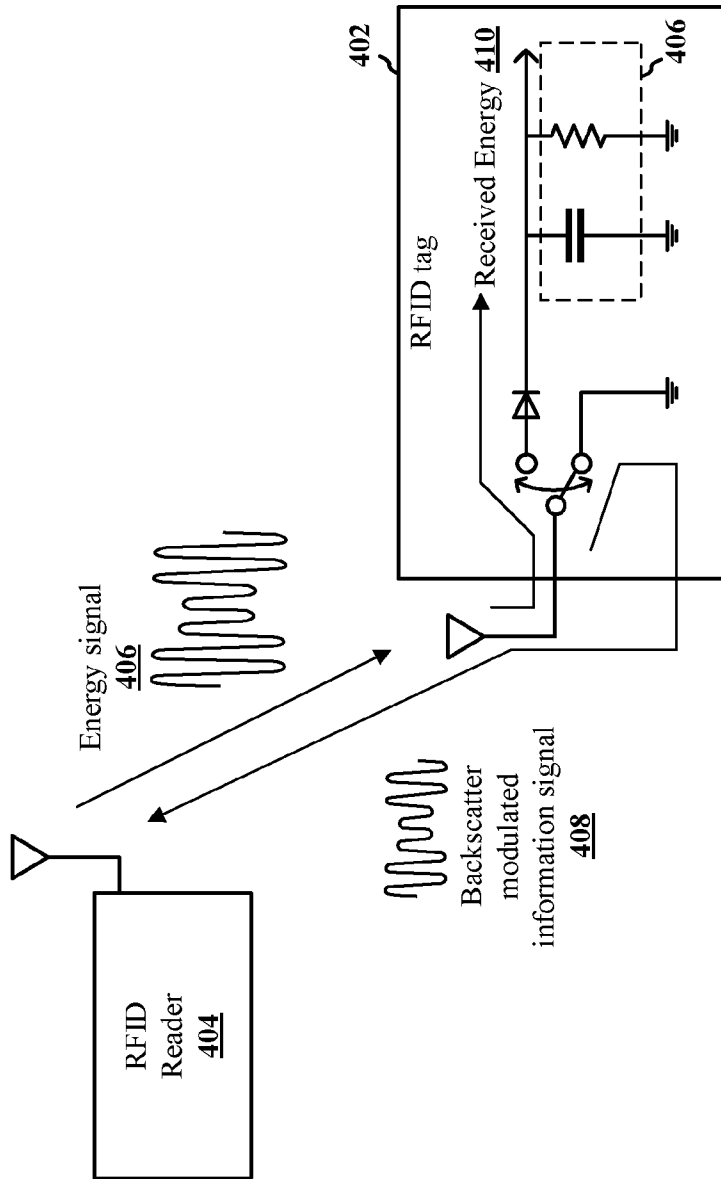 RFID
Reader
404
Energy signal
406
Backscatter
modulated
information signal
408
402
RFID tag
Received Energy 410
406